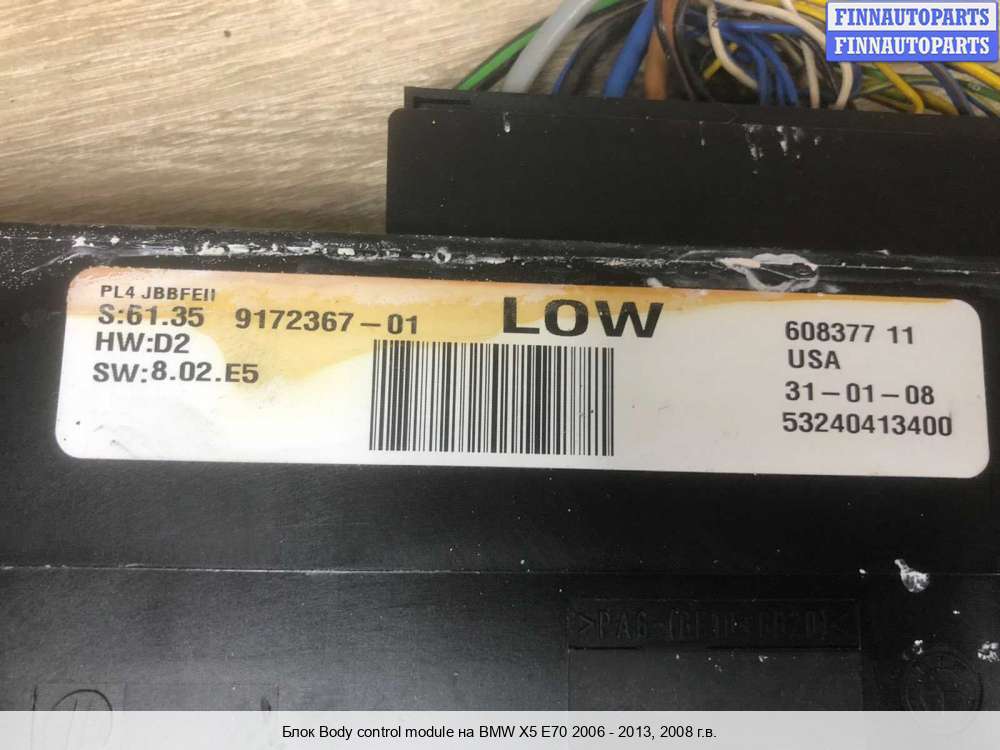 FINNAUTOPARTS
FINNAUTOPARTS
PL4 JBBFEII
S:61.35 9172367-01
LOW
HW:D2
SW:8.02.E5
608377 11
USA
31-01-08
53240413400
Блок Body control module на BMW X5 E70 2006 - 2013, 2008 г.в.